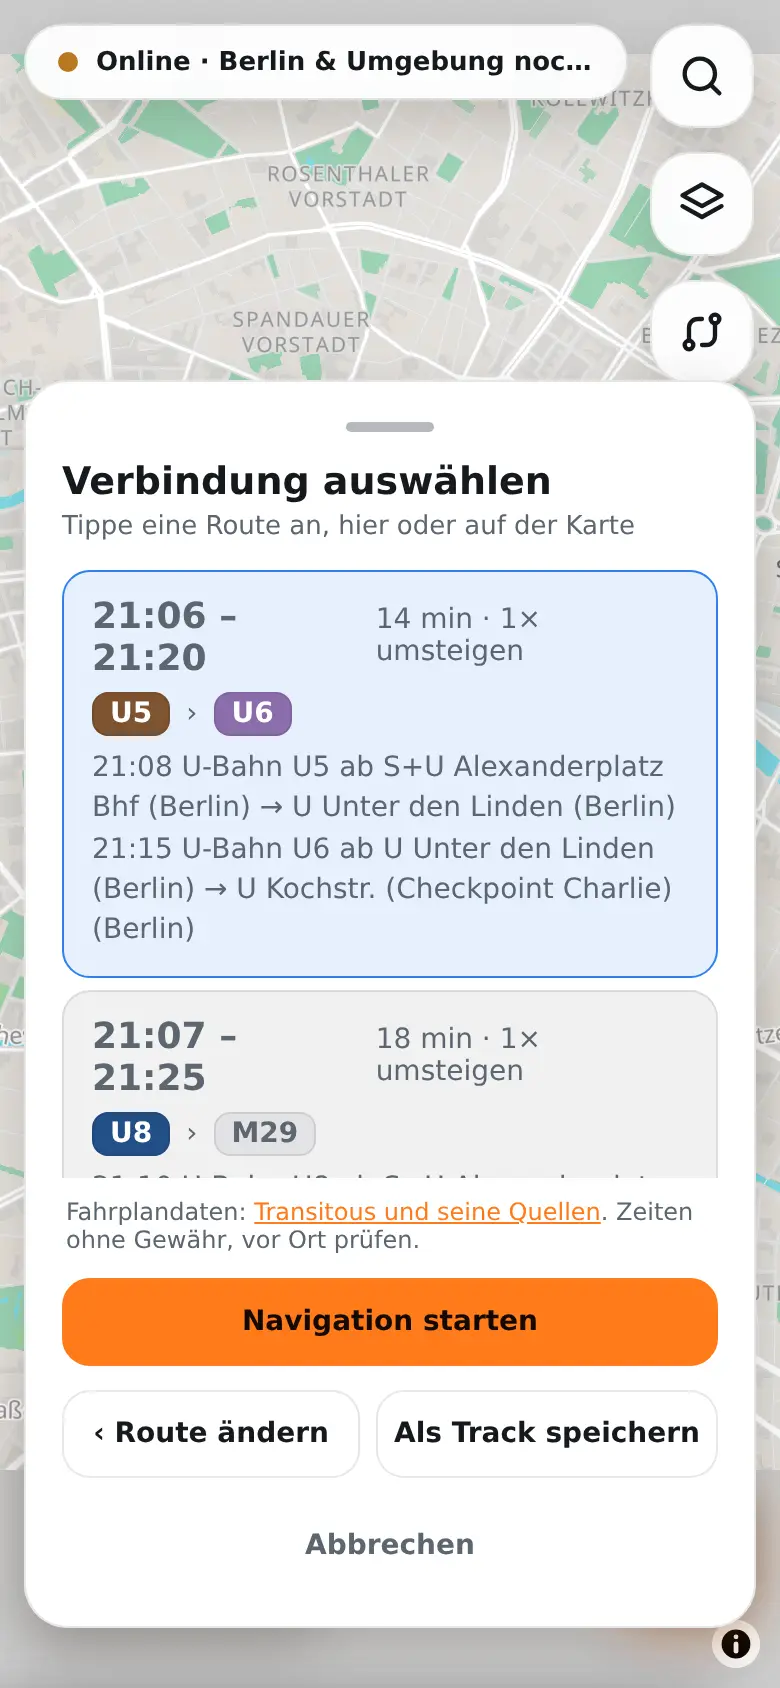 Online · Berlin & Umgebung noc…
ROSENTHALER
VORSTADT
SPANDAUER
VORSTADT
Verbindung auswählen
Tippe eine Route an, hier oder auf der Karte
21:06 –
21:20
14 min · 1×
umsteigen
U5 › U6
21:08 U-Bahn U5 ab S+U Alexanderplatz
Bhf (Berlin) → U Unter den Linden (Berlin)
21:15 U-Bahn U6 ab U Unter den Linden
(Berlin) → U Kochstr. (Checkpoint Charlie)
(Berlin)
21:07 –
21:25
18 min · 1×
umsteigen
U8 › M29
Fahrplandaten: Transitous und seine Quellen. Zeiten
ohne Gewähr, vor Ort prüfen.
Navigation starten
‹ Route ändern
Als Track speichern
Abbrechen